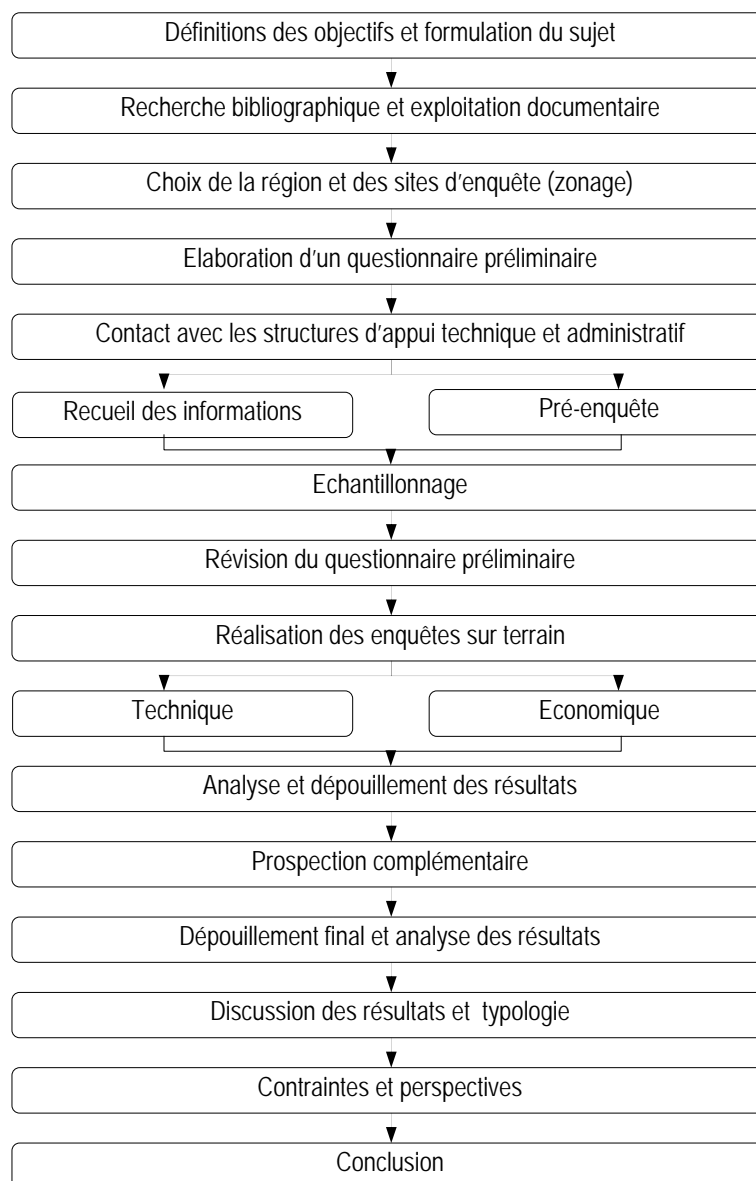 Définitions des objectifs et formulation du sujet
Recherche bibliographique et exploitation documentaire
Choix de la région et des sites d'enquête (zonage)
Elaboration d'un questionnaire préliminaire
Contact avec les structures d'appui technique et administratif
Recueil des informations
Pré-enquête
Echantillonnage
Révision du questionnaire préliminaire
Réalisation des enquêtes sur terrain
Technique
Economique
Analyse et dépouillement des résultats
Prospection complémentaire
Dépouillement final et analyse des résultats
Discussion des résultats et typologie
Contraintes et perspectives
Conclusion